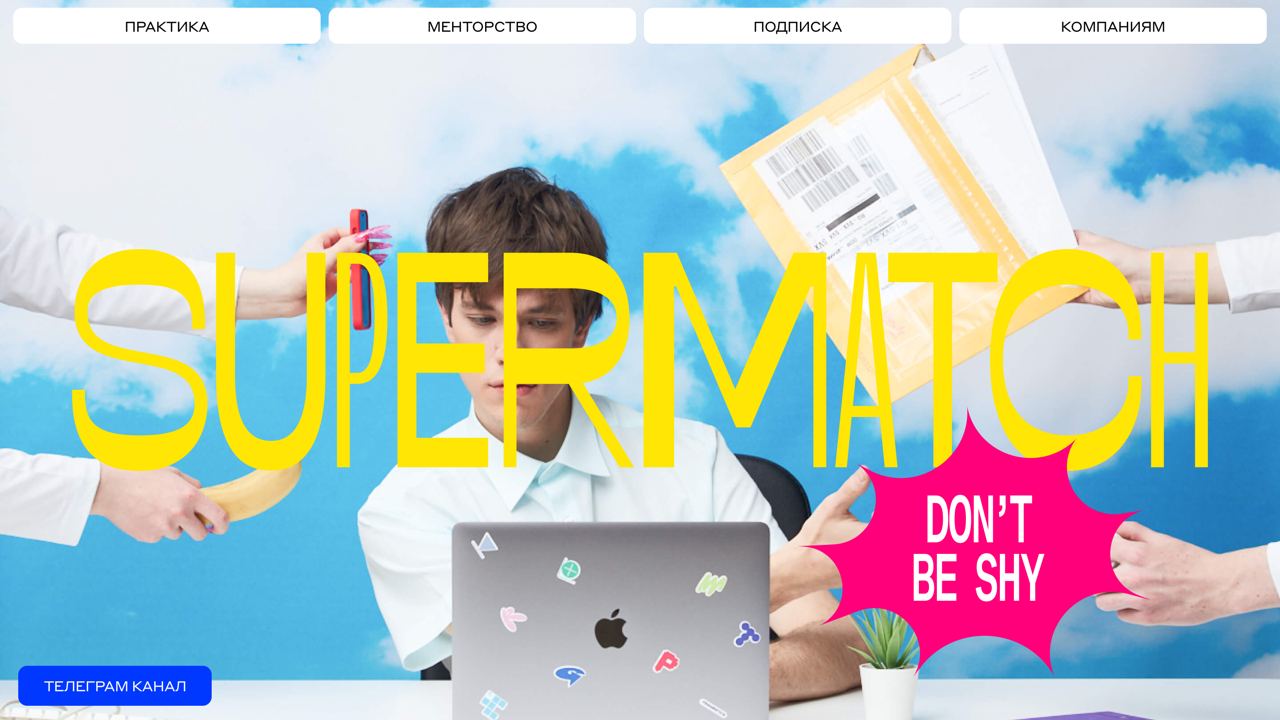 ПРАКТИКА
МЕНТОРСТВО
ПОДПИСКА
КОМПАНИЯМ
SUPERMATCH
DON'T
BE SHY
ТЕЛЕГРАМ КАНАЛ